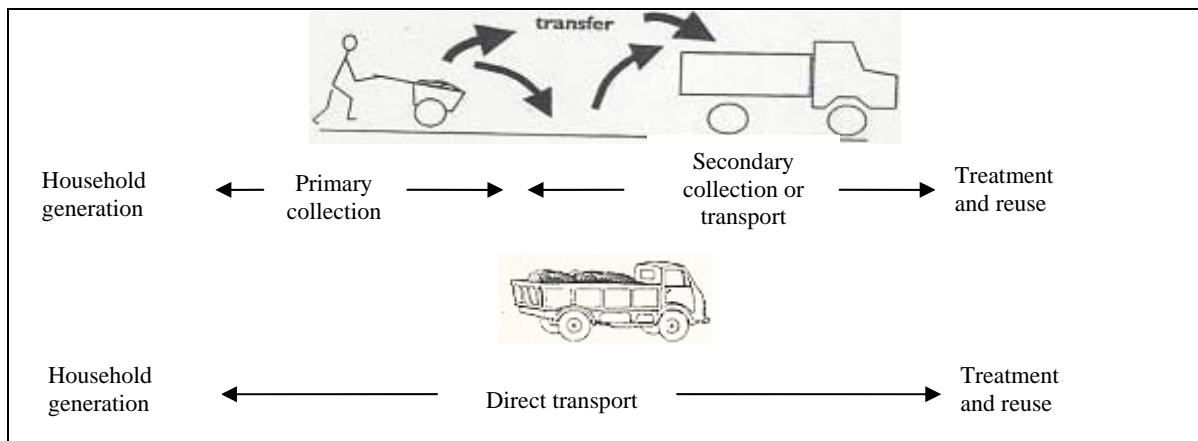 transfer
Household
generation
Primary
collection
Secondary
collection or
transport
Treatment
and reuse
Household
generation
Direct transport
Treatment
and reuse